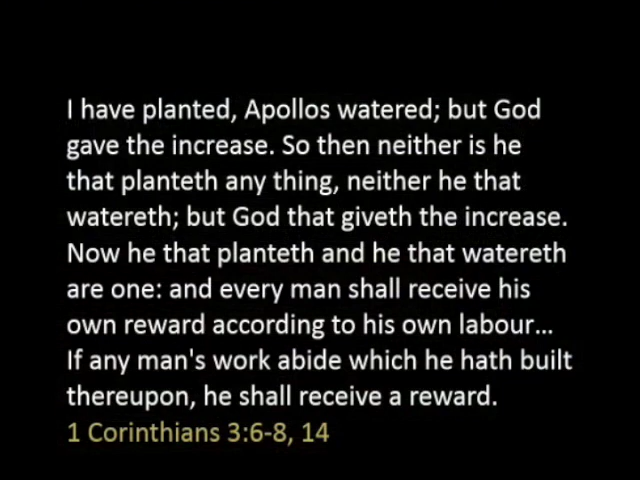 I have planted, Apollos watered; but God
gave the increase. So then neither is he
that planteth any thing, neither he that
watereth; but God that giveth the increase.
Now he that planteth and he that watereth
are one: and every man shall receive his
own reward according to his own labour...
If any man's work abide which he hath built
thereupon, he shall receive a reward.
1 Corinthians 3:6-8, 14